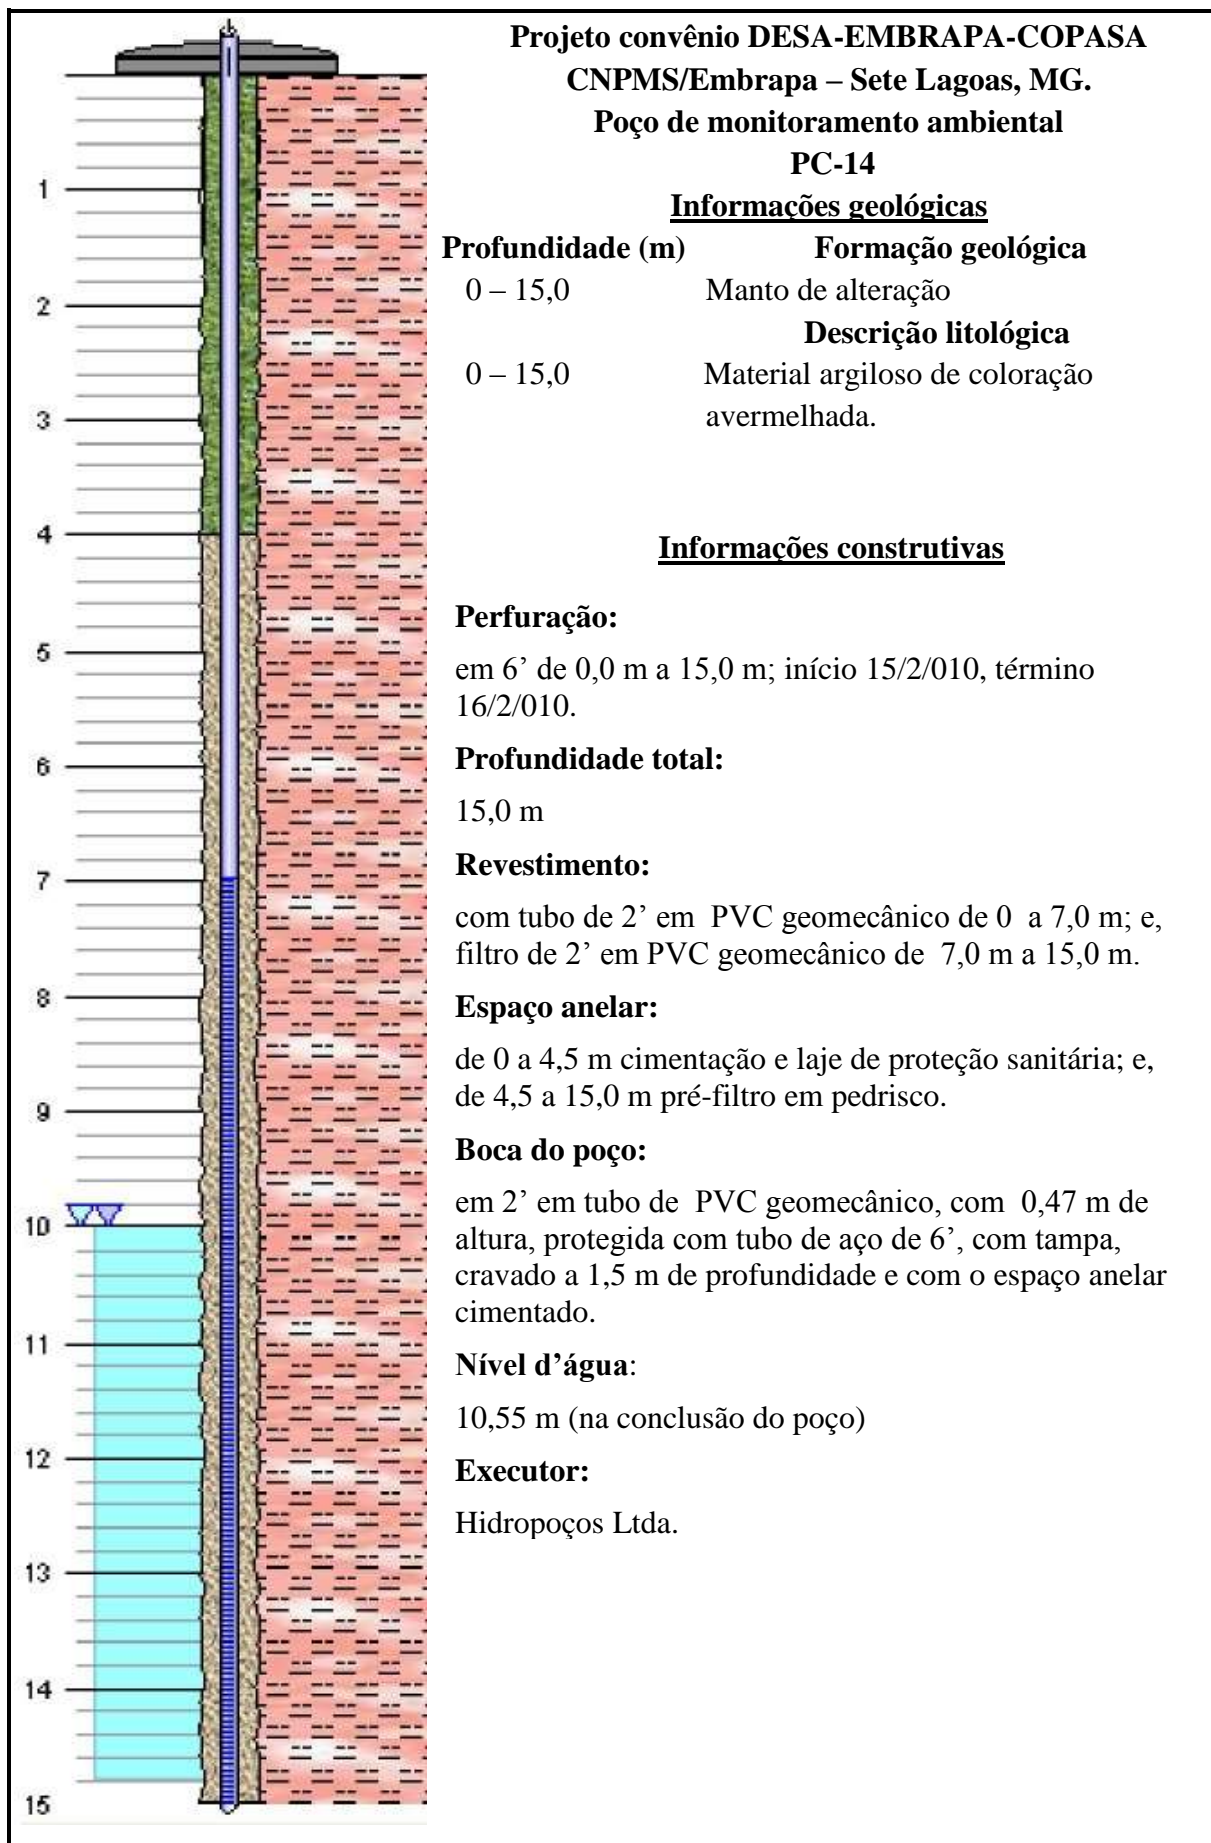 Projeto convênio DESA-EMBRAPA-COPASA
CNPMS/Embrapa – Sete Lagoas, MG.
Poço de monitoramento ambiental
PC-14
Informações geológicas
Profundidade (m) Formação geológica
0 – 15,0 Manto de alteração
Descrição litológica
0 – 15,0 Material argiloso de coloração
avermelhada.
Informações construtivas
Perfuração:
em 6’ de 0,0 m a 15,0 m; início 15/2/010, término
16/2/010.
Profundidade total:
15,0 m
Revestimento:
com tubo de 2’ em PVC geomecânico de 0 a 7,0 m; e,
filtro de 2’ em PVC geomecânico de 7,0 m a 15,0 m.
Espaço anelar:
de 0 a 4,5 m cimentação e laje de proteção sanitária; e,
de 4,5 a 15,0 m pré-filtro em pedrisco.
Boca do poço:
em 2’ em tubo de PVC geomecânico, com 0,47 m de
altura, protegida com tubo de aço de 6’, com tampa,
cravado a 1,5 m de profundidade e com o espaço anelar
cimentado.
Nível d’água:
10,55 m (na conclusão do poço)
Executor:
Hidropoços Ltda.
1
2
3
4
5
6
7
8
9
10
11
12
13
14
15